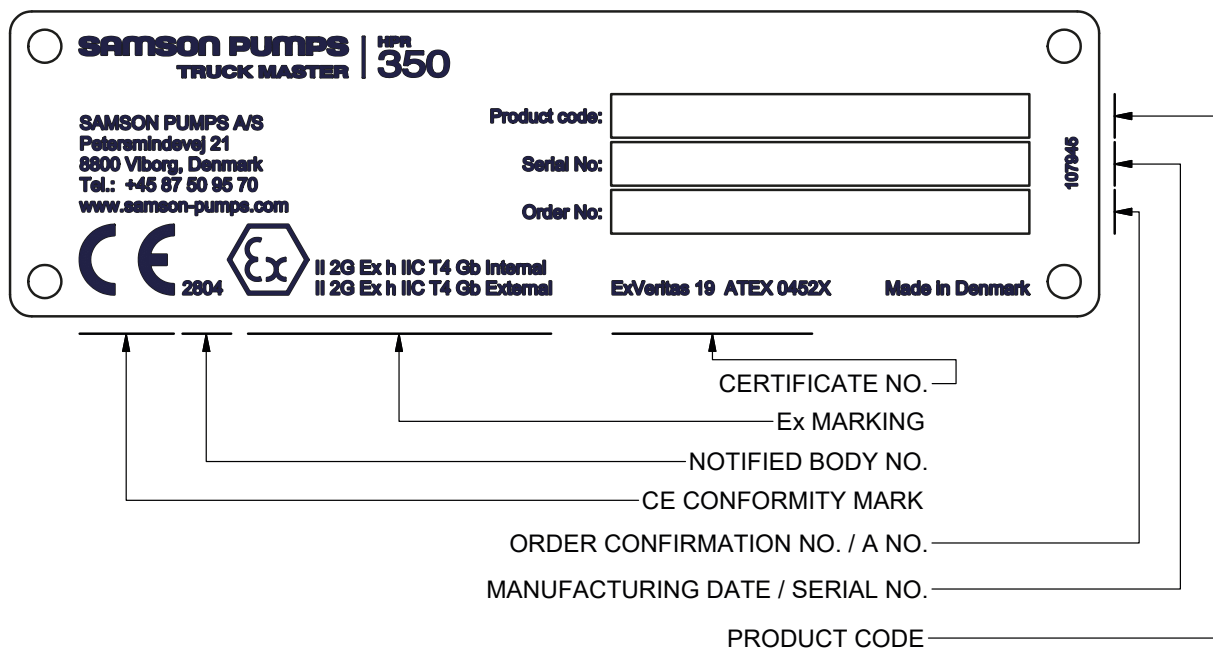 SAMSON PUMPS
TRUCK MASTER
HPR
350
SAMSON PUMPS A/S
Petersmindevej 21
8800 Viborg, Denmark
Tel.: +45 87 50 95 70
www.samson-pumps.com
Product code:
Serial No:
Order No:
107945
CE 2804 Ex
II 2G Ex h IIC T4 Gb Internal
II 2G Ex h IIC T4 Gb External
ExVeritas 19 ATEX 0452X
Made in Denmark
CERTIFICATE NO.
Ex MARKING
NOTIFIED BODY NO.
CE CONFORMITY MARK
ORDER CONFIRMATION NO. / A NO.
MANUFACTURING DATE / SERIAL NO.
PRODUCT CODE